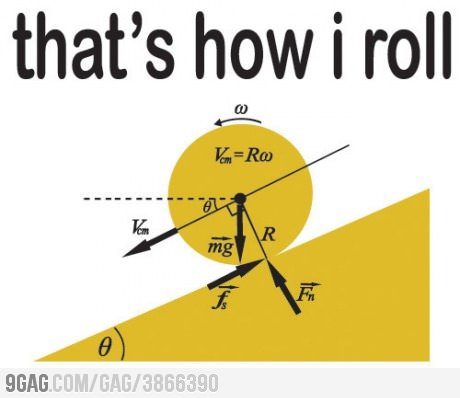 that's how i roll
ω
Vcm=Rω
θ
Vcm
mg
R
fs
Fn
θ
9GAG.COM/GAG/3866390